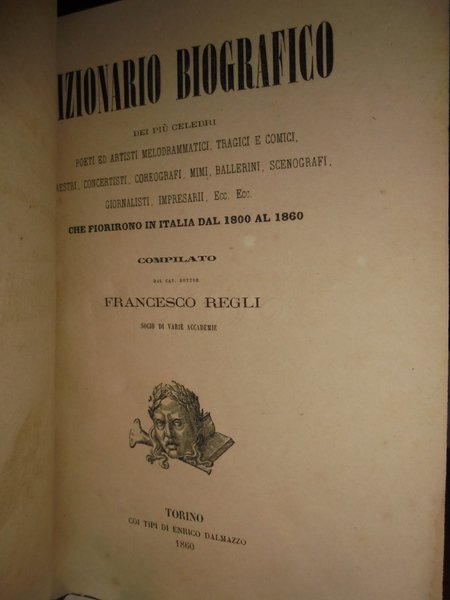 IZIONARIO BIOGRAFICO
DEI PIÙ CELEBRI
POETI ED ARTISTI MELODRAMMATICI, TRAGICI E COMICI,
AESTRI, CONCERTISTI, COREOGRAFI, MIMI, BALLERINI, SCENOGRAFI,
GIORNALISTI, IMPRESARII, ECC. ECC.
CHE FIORIRONO IN ITALIA DAL 1800 AL 1860
COMPILATO
DAL CAV. DOTTOR
FRANCESCO REGLI
SOCIO DI VARIE ACCADEMIE
TORINO
COI TIPI DI ENRICO DALMAZZO
1860